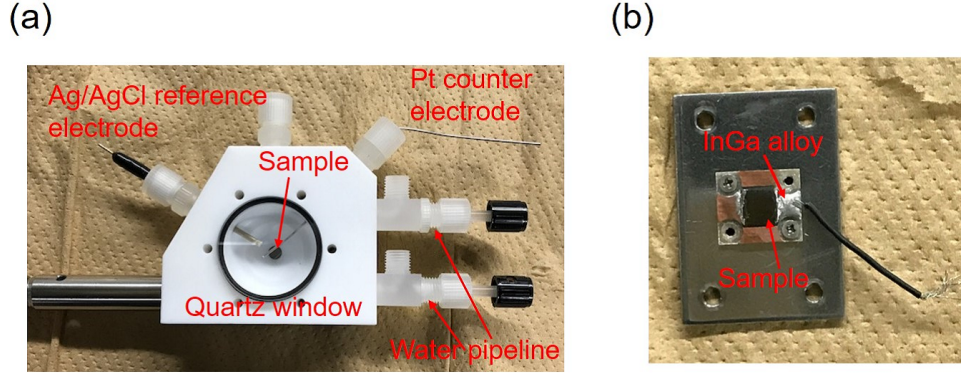 (a)
(b)
Ag/AgCl reference
electrode
Pt counter
electrode
Sample
Quartz window
Water pipeline
InGa alloy
Sample